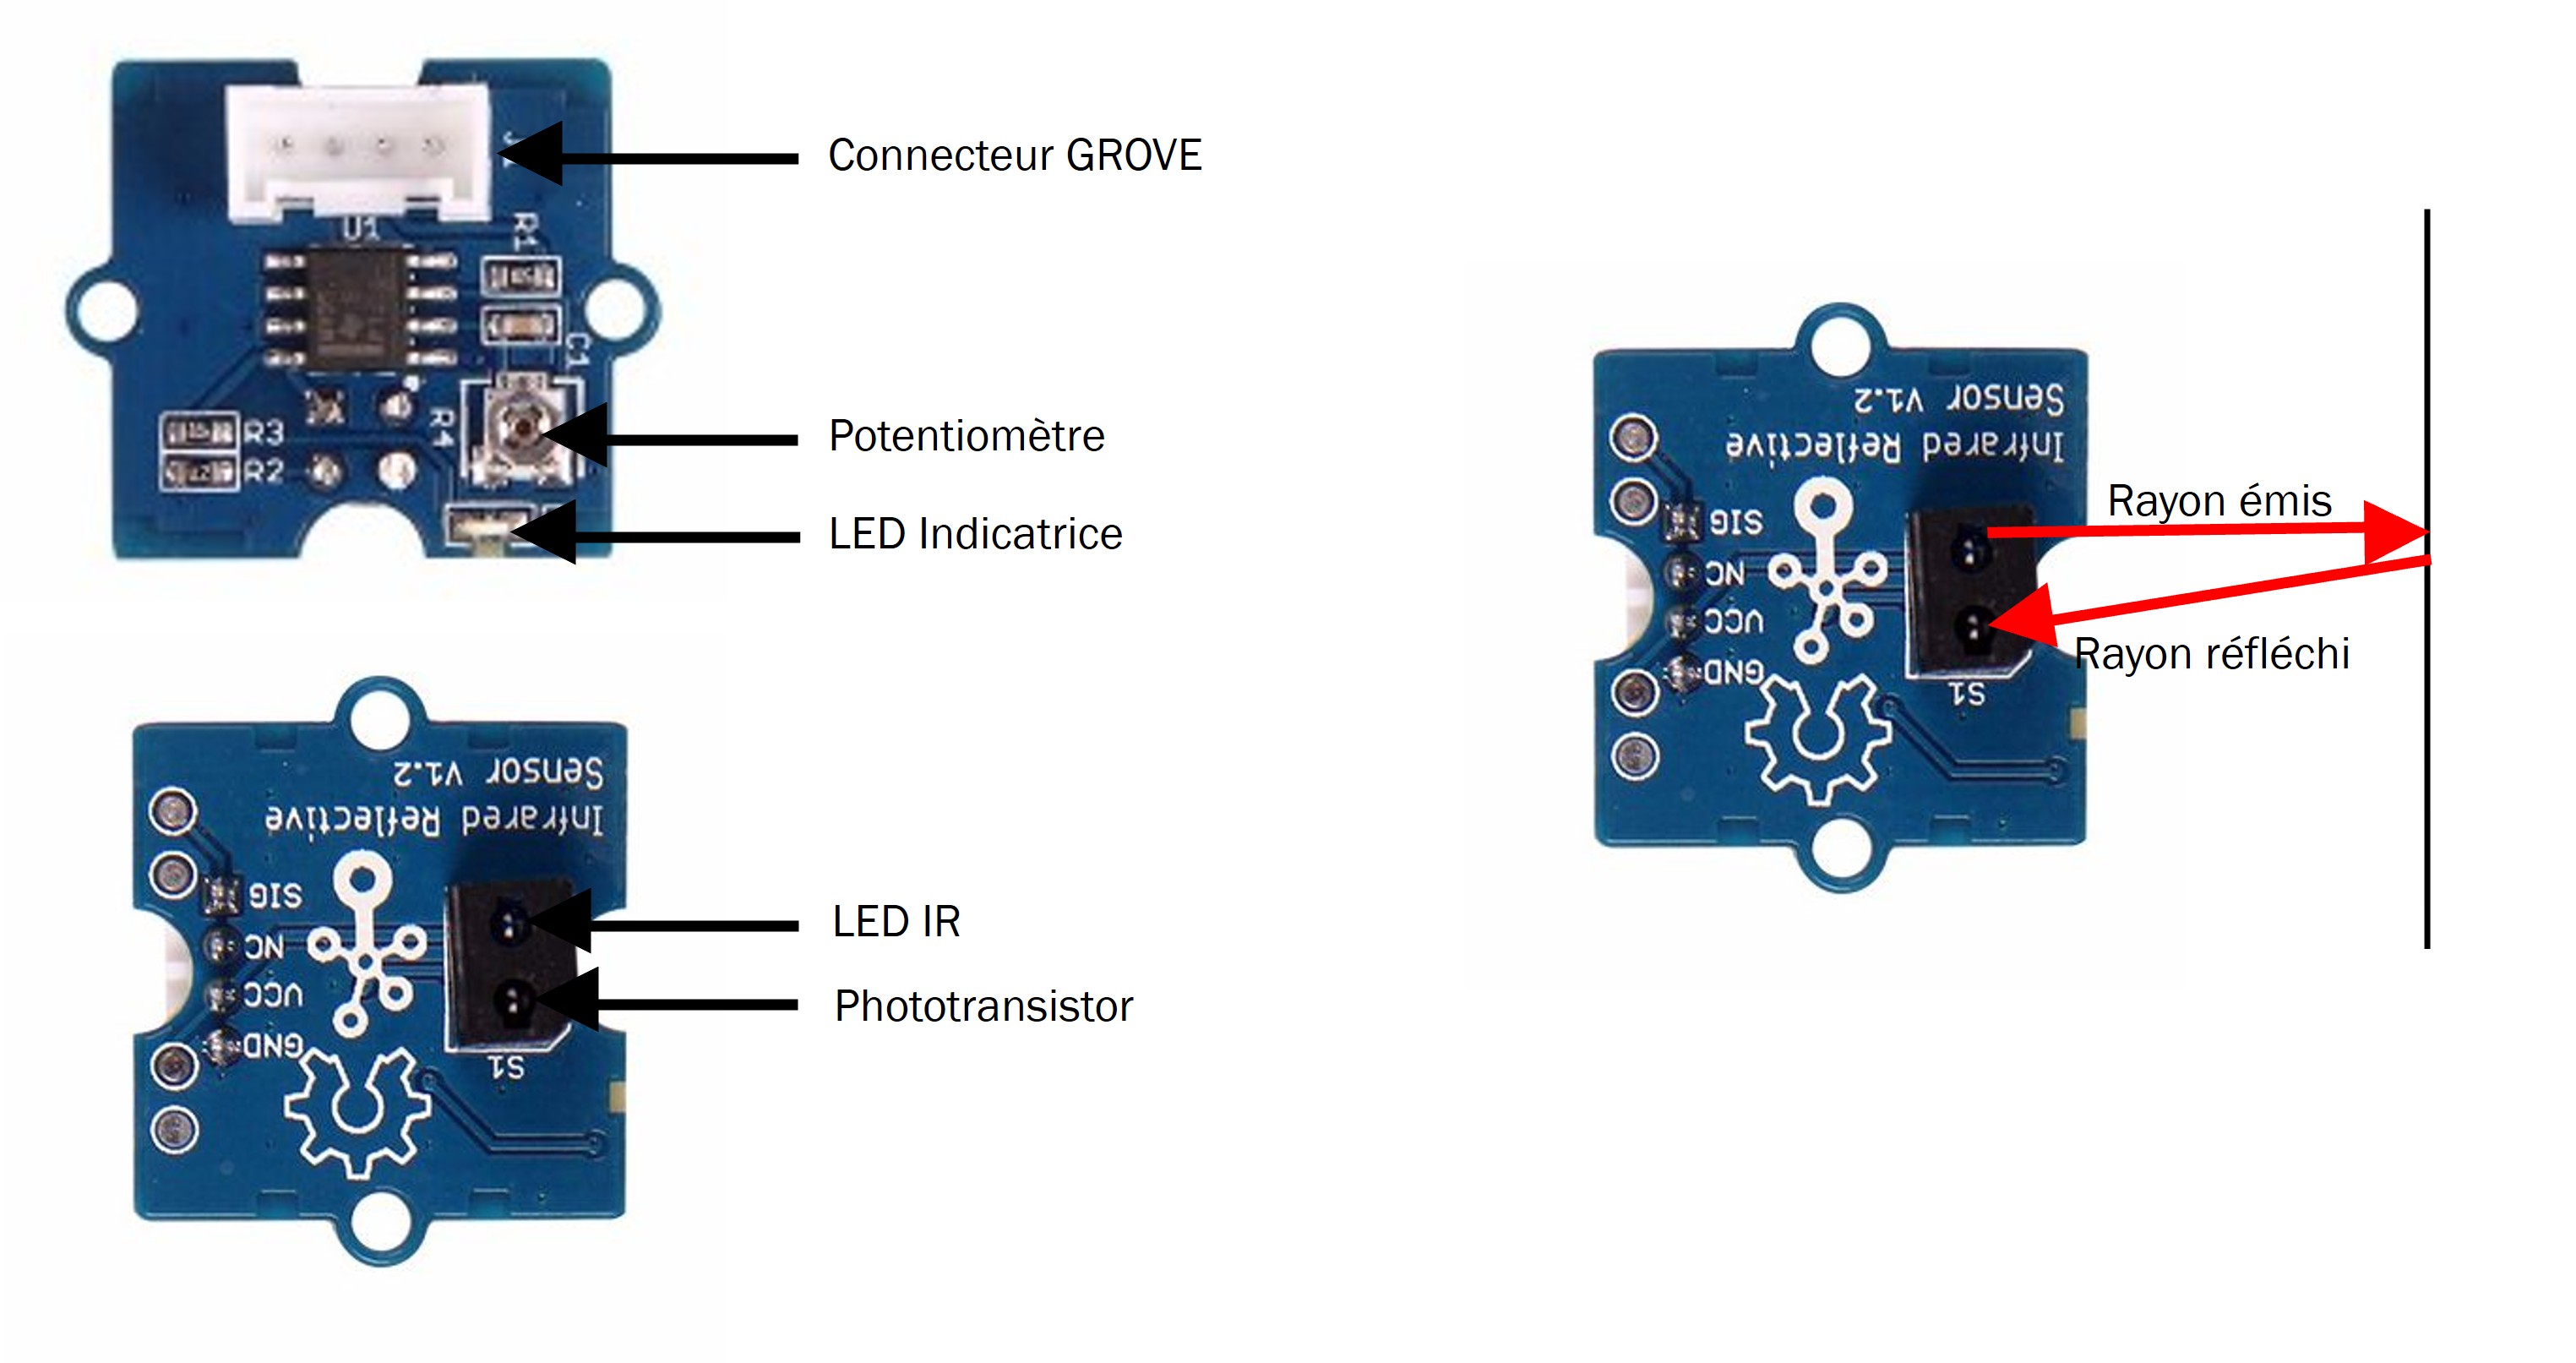 Connecteur GROVE
U1
R1
C1
Potentiomètre
R4
R3
R2
LED Indicatrice
Sensor v1.2
Infrared Reflective
SIG
NC
VCC
GND
S1
LED IR
Phototransistor
Sensor v1.2
Infrared Reflective
SIG
NC
VCC
GND
S1
Rayon émis
Rayon réfléchi